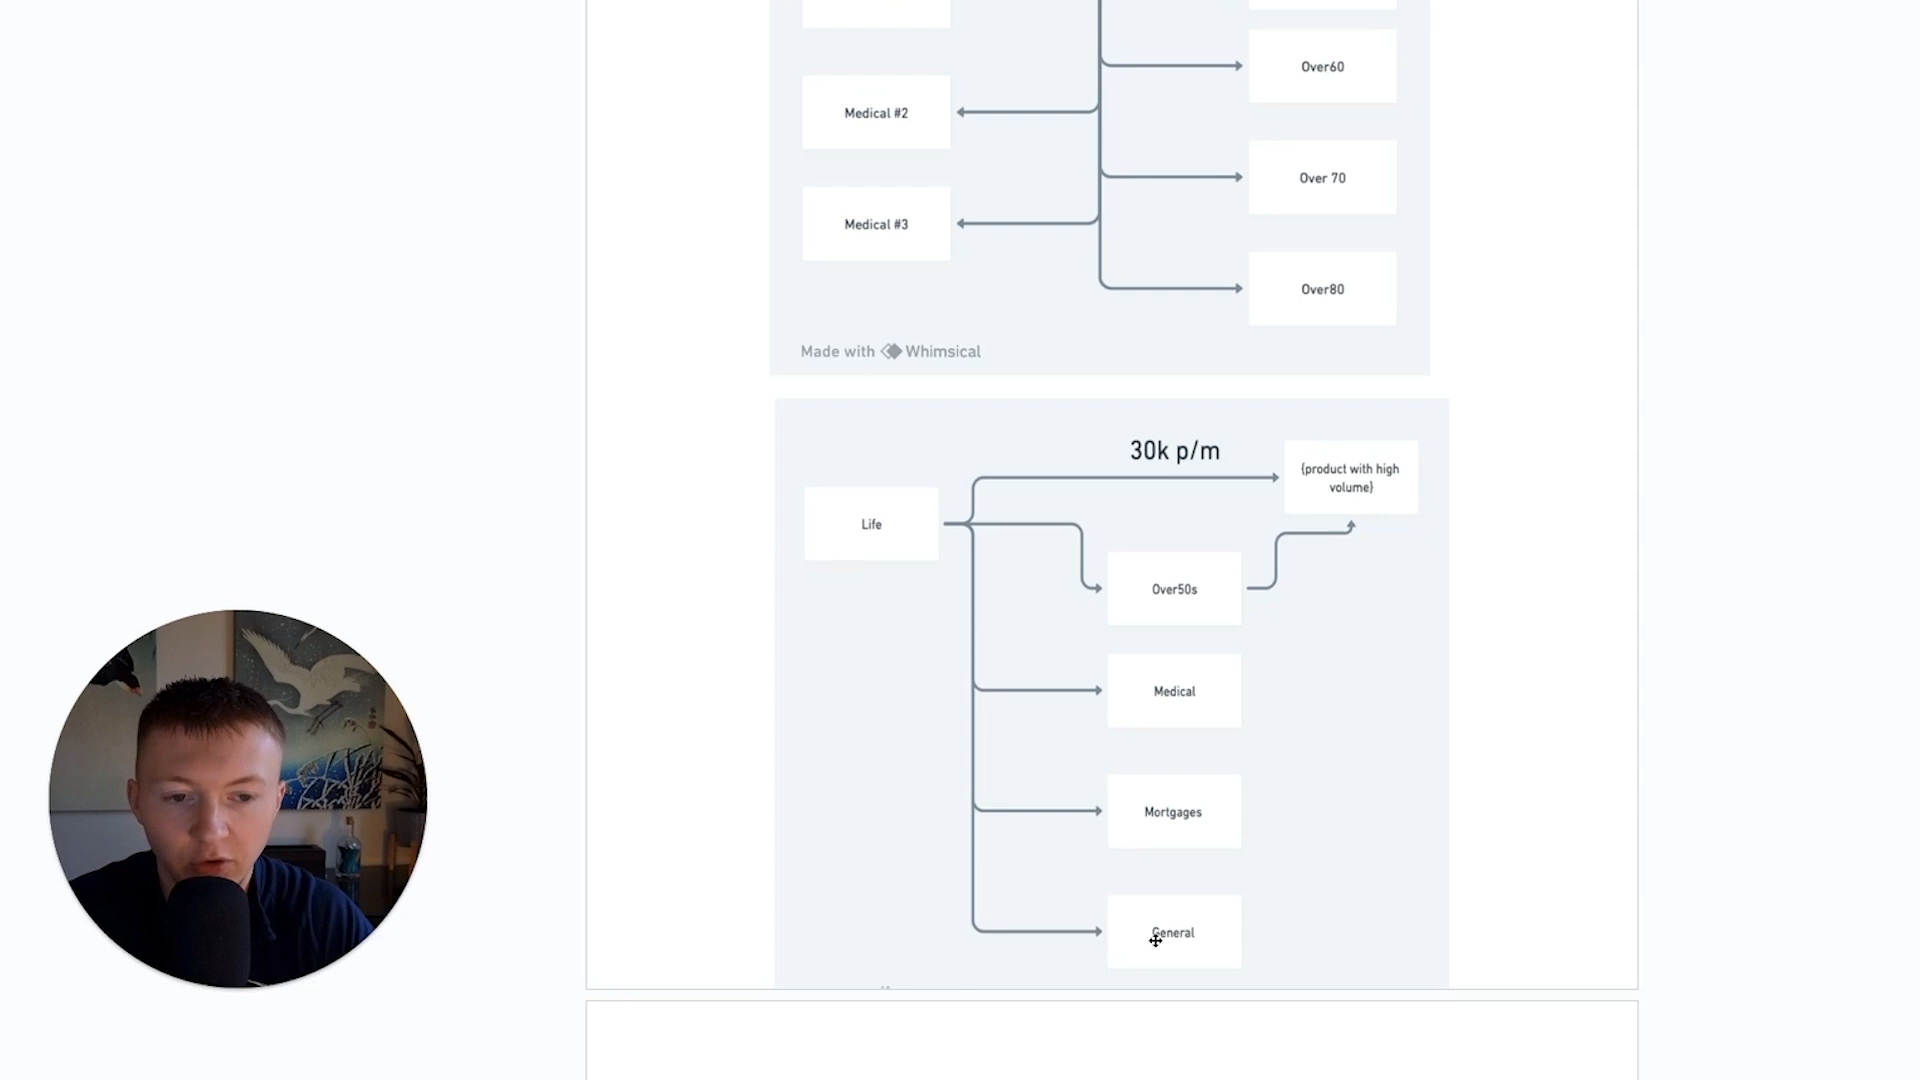 Over60
Medical #2
Over 70
Medical #3
Over80
Made with Whimsical
30k p/m
{product with high
volume}
Life
Over50s
Medical
Mortgages
General